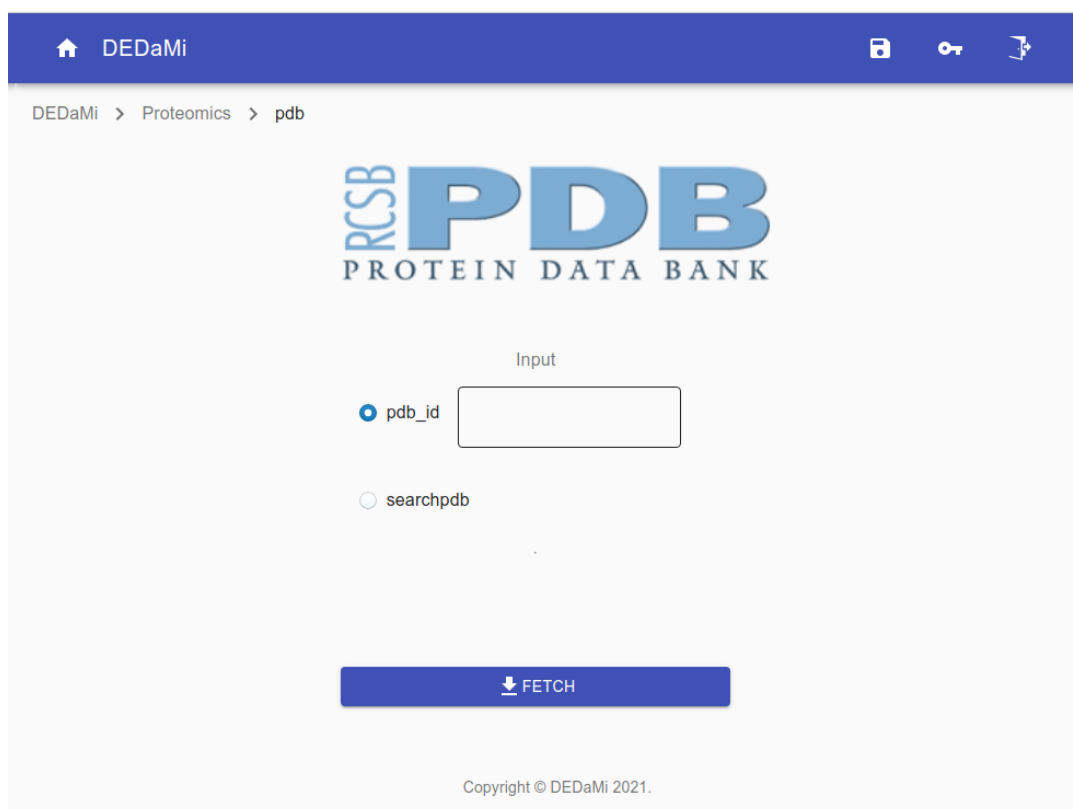 DEDaMi
DEDaMi > Proteomics > pdb
RCSB PDB
PROTEIN DATA BANK
Input
pdb_id
searchpdb
.
FETCH
Copyright © DEDaMi 2021.